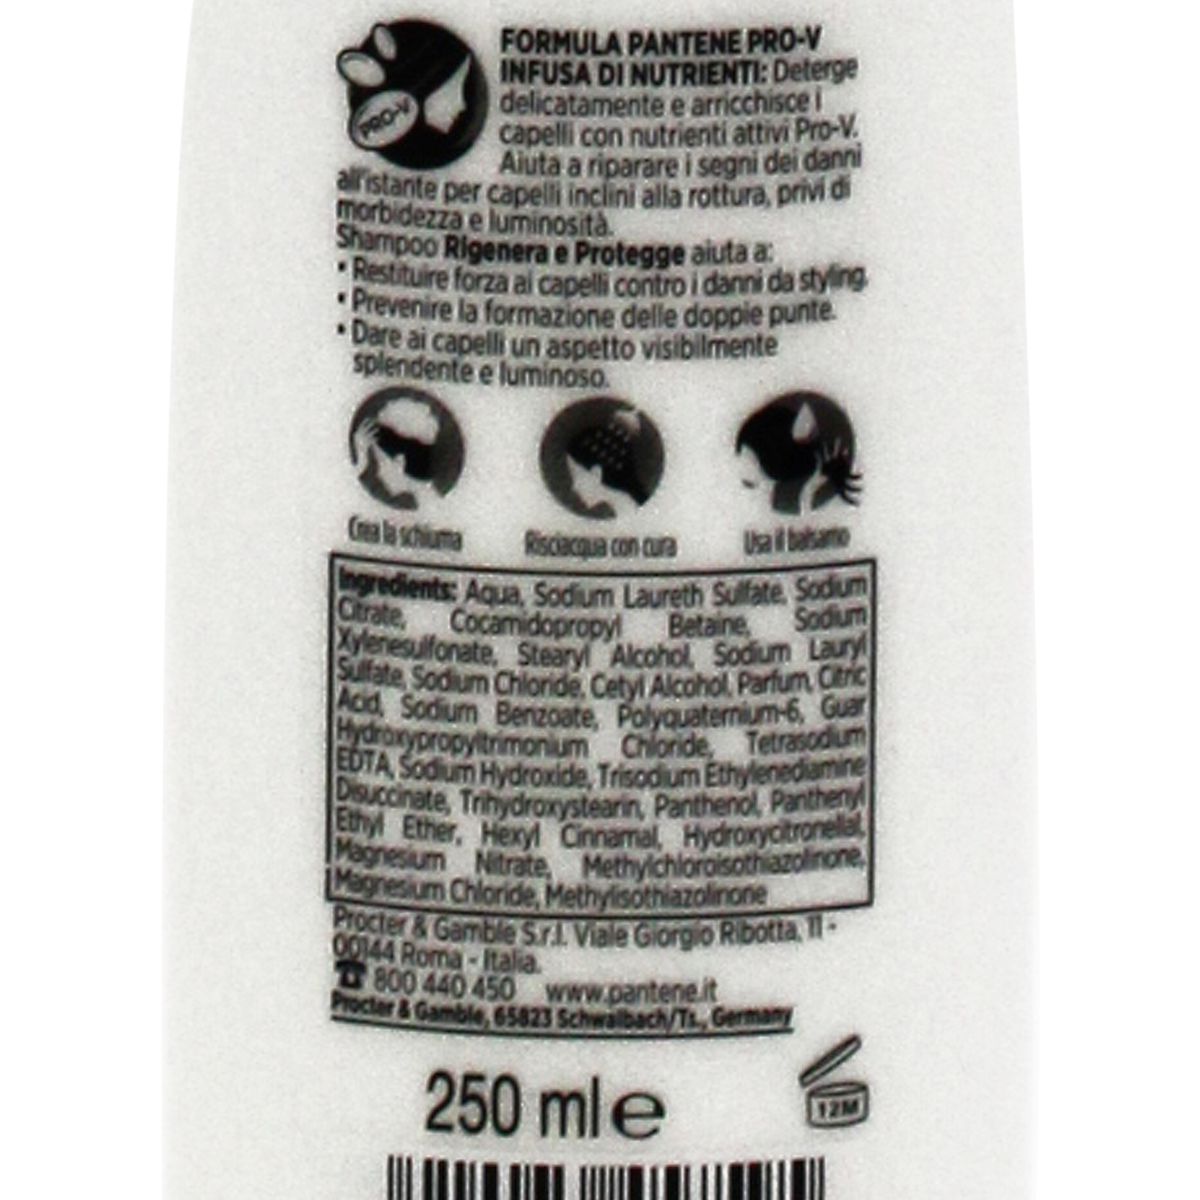 PRO-V
FORMULA PANTENE PRO-V
INFUSA DI NUTRIENTI: Deterge
delicatamente e arricchisce i
capelli con nutrienti attivi Pro-V.
Aiuta a riparare i segni dei danni
all'istante per capelli inclini alla rottura, privi di
morbidezza e luminosità.
Shampoo Rigenera e Protegge aiuta a:
• Restituire forza ai capelli contro i danni da styling.
• Prevenire la formazione delle doppie punte.
• Dare ai capelli un aspetto visibilmente
splendente e luminoso.
Crea la schiuma
Risciacqua con cura
Usa il balsamo
Ingredients: Aqua, Sodium Laureth Sulfate, Sodium
Citrate, Cocamidopropyl Betaine, Sodium
Xylenesulfonate, Stearyl Alcohol, Sodium Lauryl
Sulfate, Sodium Chloride, Cetyl Alcohol, Parfum, Citric
Acid, Sodium Benzoate, Polyquaternium-6, Guar
Hydroxypropyltrimonium Chloride, Tetrasodium
EDTA, Sodium Hydroxide, Trisodium Ethylenediamine
Disuccinate, Trihydroxystearin, Panthenol, Panthenyl
Ethyl Ether, Hexyl Cinnamal, Hydroxycitronellal,
Magnesium Nitrate, Methylchloroisothiazolinone,
Magnesium Chloride, Methylisothiazolinone
Procter & Gamble S.r.l. Viale Giorgio Ribotta, 11 -
00144 Roma - Italia.
☎ 800 440 450 www.pantene.it
Procter & Gamble, 65823 Schwalbach/Ts., Germany
250 ml e
12M